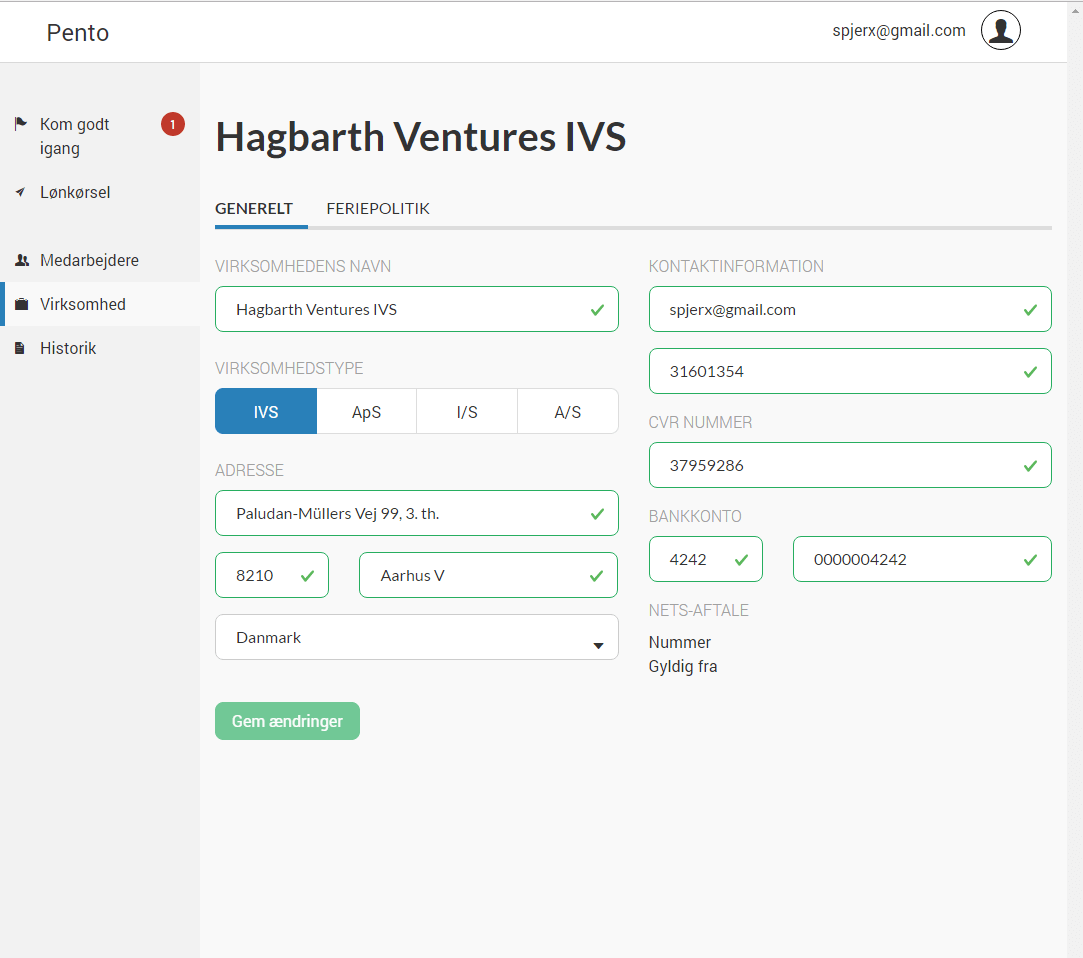 Pento
spjerx@gmail.com
Kom godt
igang
1
Lønkørsel
Medarbejdere
Virksomhed
Historik
Hagbarth Ventures IVS
GENERELT
FERIEPOLITIK
VIRKSOMHEDENS NAVN
Hagbarth Ventures IVS
VIRKSOMHEDSTYPE
IVS
ApS
I/S
A/S
ADRESSE
Paludan-Müllers Vej 99, 3. th.
8210
Aarhus V
Danmark
Gem ændringer
KONTAKTINFORMATION
spjerx@gmail.com
31601354
CVR NUMMER
37959286
BANKKONTO
4242
0000004242
NETS-AFTALE
Nummer
Gyldig fra